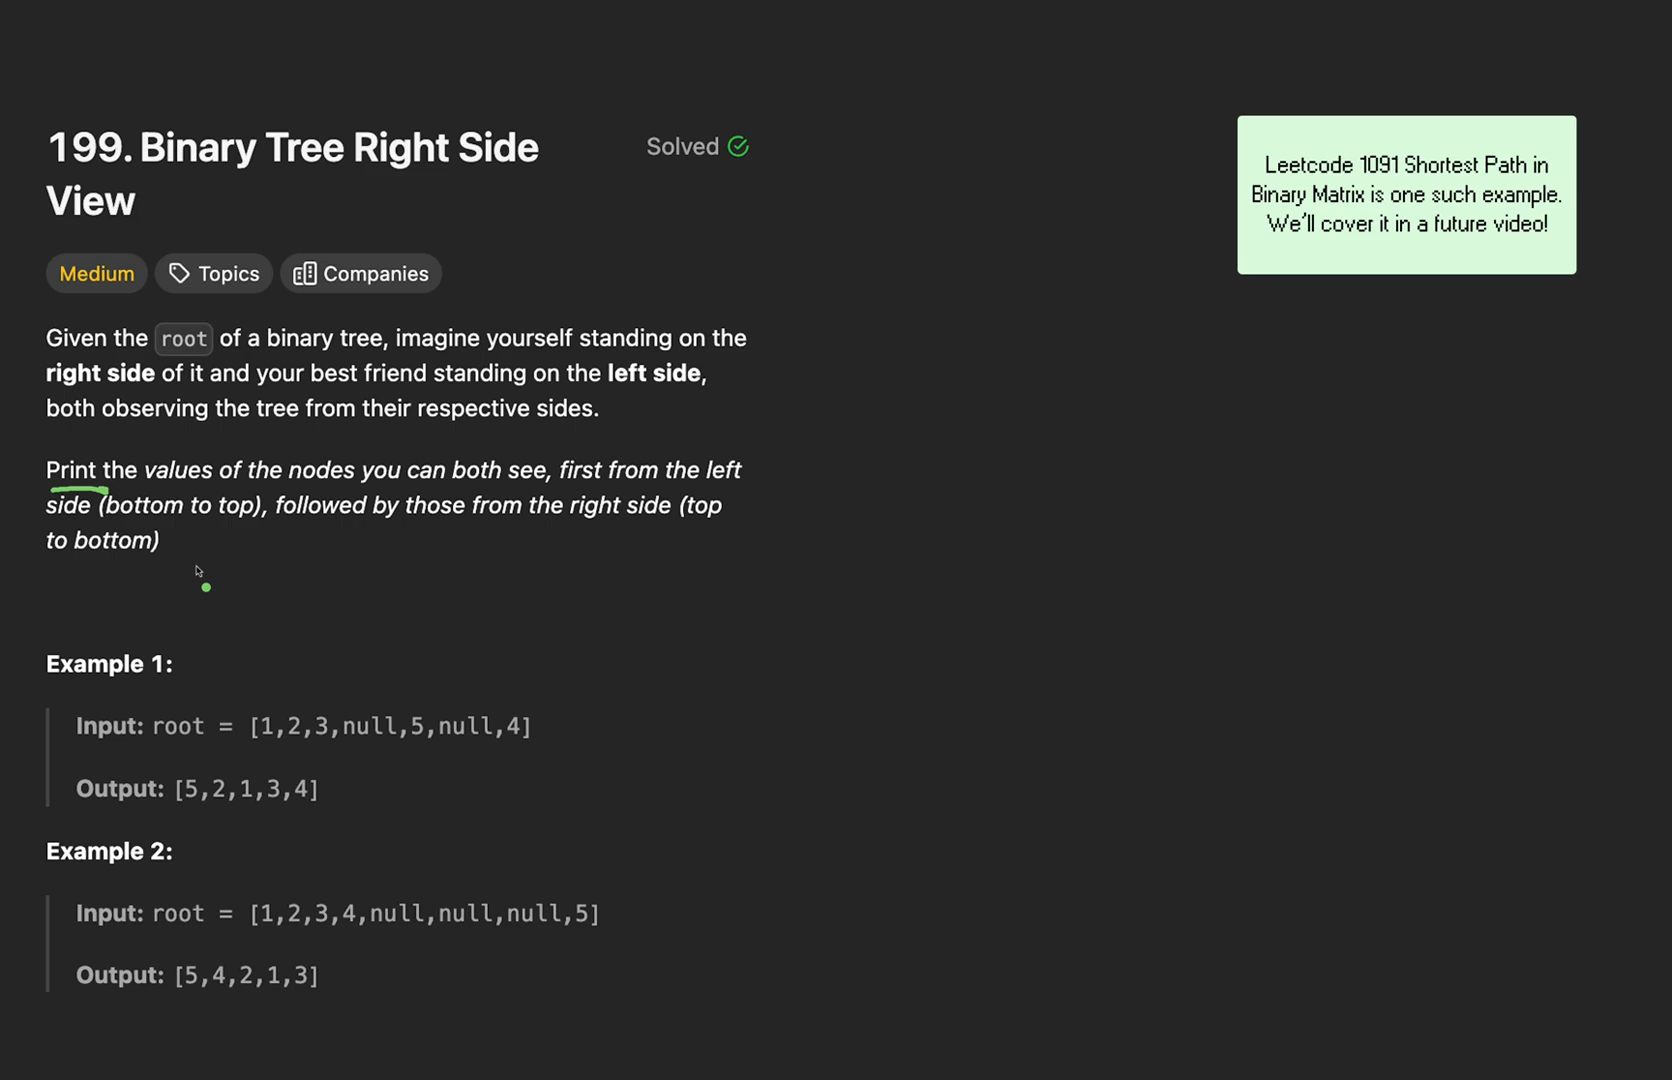 199. Binary Tree Right Side
View
Solved
Medium
Topics
Companies
Given the root of a binary tree, imagine yourself standing on the
right side of it and your best friend standing on the left side,
both observing the tree from their respective sides.
Print the values of the nodes you can both see, first from the left
side (bottom to top), followed by those from the right side (top
to bottom)
Example 1:
Input: root = [1,2,3,null,5,null,4]
Output: [5,2,1,3,4]
Example 2:
Input: root = [1,2,3,4,null,null,null,5]
Output: [5,4,2,1,3]
Leetcode 1091 Shortest Path in
Binary Matrix is one such example.
We'll cover it in a future video!